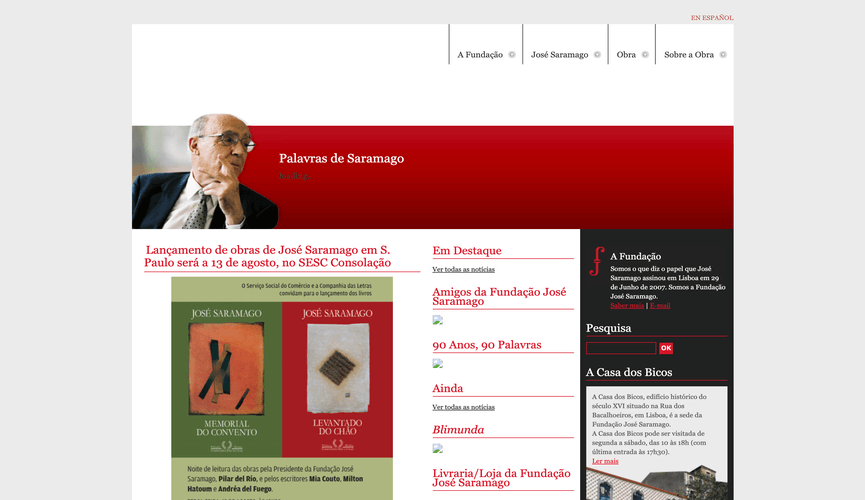 EN ESPAÑOL
A Fundação
José Saramago
Obra
Sobre a Obra
Palavras de Saramago
Lançamento de obras de José Saramago em S.
Paulo será a 13 de agosto, no SESC Consolação
O Serviço Social do Comércio e a Companhia das Letras
convidam para o lançamento dos livros
JOSÉ SARAMAGO
MEMORIAL
DO CONVENTO
JOSÉ SARAMAGO
LEVANTADO
DO CHÃO
Noite de leitura das obras pela Presidente da Fundação José
Saramago, Pilar del Río, e pelos escritores Mia Couto, Milton
Hatoum e Andréa del Fuego.
Em Destaque
Ver todas as notícias
Amigos da Fundação José
Saramago
90 Anos, 90 Palavras
Ainda
Ver todas as notícias
Blimunda
Livraria/Loja da Fundação
José Saramago
A Fundação
Somos o que diz o papel que José
Saramago assinou em Lisboa em 29
de Junho de 2007. Somos a Fundação
José Saramago.
Saber mais | E-mail
Pesquisa
OK
A Casa dos Bicos
A Casa dos Bicos, edifício histórico do
século XVI situado na Rua dos
Bacalhoeiros, em Lisboa, é a sede da
Fundação José Saramago.
A Casa dos Bicos pode ser visitada de
segunda a sábado, das 10 às 18h (com
última entrada às 17h30).
Ler mais